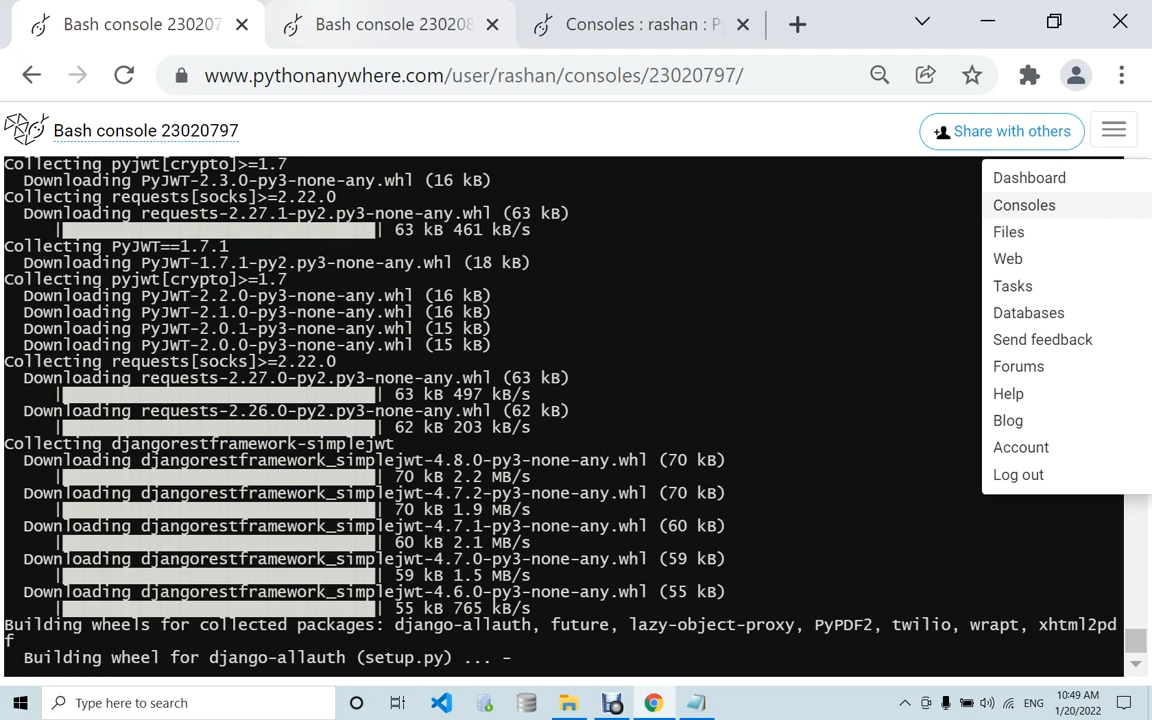 Bash console 23020797
Bash console 2302080
Consoles : rashan : Py
www.pythonanywhere.com/user/rashan/consoles/23020797/
Bash console 23020797
Share with others
Collecting pyjwt[crypto]>=1.7
Downloading PyJWT-2.3.0-py3-none-any.whl (16 kB)
Collecting requests[socks]>=2.22.0
Downloading requests-2.27.1-py2.py3-none-any.whl (63 kB)
| | 63 kB 461 kB/s
Collecting PyJWT==1.7.1
Downloading PyJWT-1.7.1-py2.py3-none-any.whl (18 kB)
Collecting pyjwt[crypto]>=1.7
Downloading PyJWT-2.2.0-py3-none-any.whl (16 kB)
Downloading PyJWT-2.1.0-py3-none-any.whl (16 kB)
Downloading PyJWT-2.0.1-py3-none-any.whl (15 kB)
Downloading PyJWT-2.0.0-py3-none-any.whl (15 kB)
Collecting requests[socks]>=2.22.0
Downloading requests-2.27.0-py2.py3-none-any.whl (63 kB)
| | 63 kB 497 kB/s
Downloading requests-2.26.0-py2.py3-none-any.whl (62 kB)
| | 62 kB 203 kB/s
Collecting djangorestframework-simplejwt
Downloading djangorestframework_simplejwt-4.8.0-py3-none-any.whl (70 kB)
| | 70 kB 2.2 MB/s
Downloading djangorestframework_simplejwt-4.7.2-py3-none-any.whl (70 kB)
| | 70 kB 1.9 MB/s
Downloading djangorestframework_simplejwt-4.7.1-py3-none-any.whl (60 kB)
| | 60 kB 2.1 MB/s
Downloading djangorestframework_simplejwt-4.7.0-py3-none-any.whl (59 kB)
| | 59 kB 1.5 MB/s
Downloading djangorestframework_simplejwt-4.6.0-py3-none-any.whl (55 kB)
| | 55 kB 765 kB/s
Building wheels for collected packages: django-allauth, future, lazy-object-proxy, PyPDF2, twilio, wrapt, xhtml2pd
f
Building wheel for django-allauth (setup.py) ... -
Dashboard
Consoles
Files
Web
Tasks
Databases
Send feedback
Forums
Help
Blog
Account
Log out
Type here to search
ENG
10:49 AM
1/20/2022